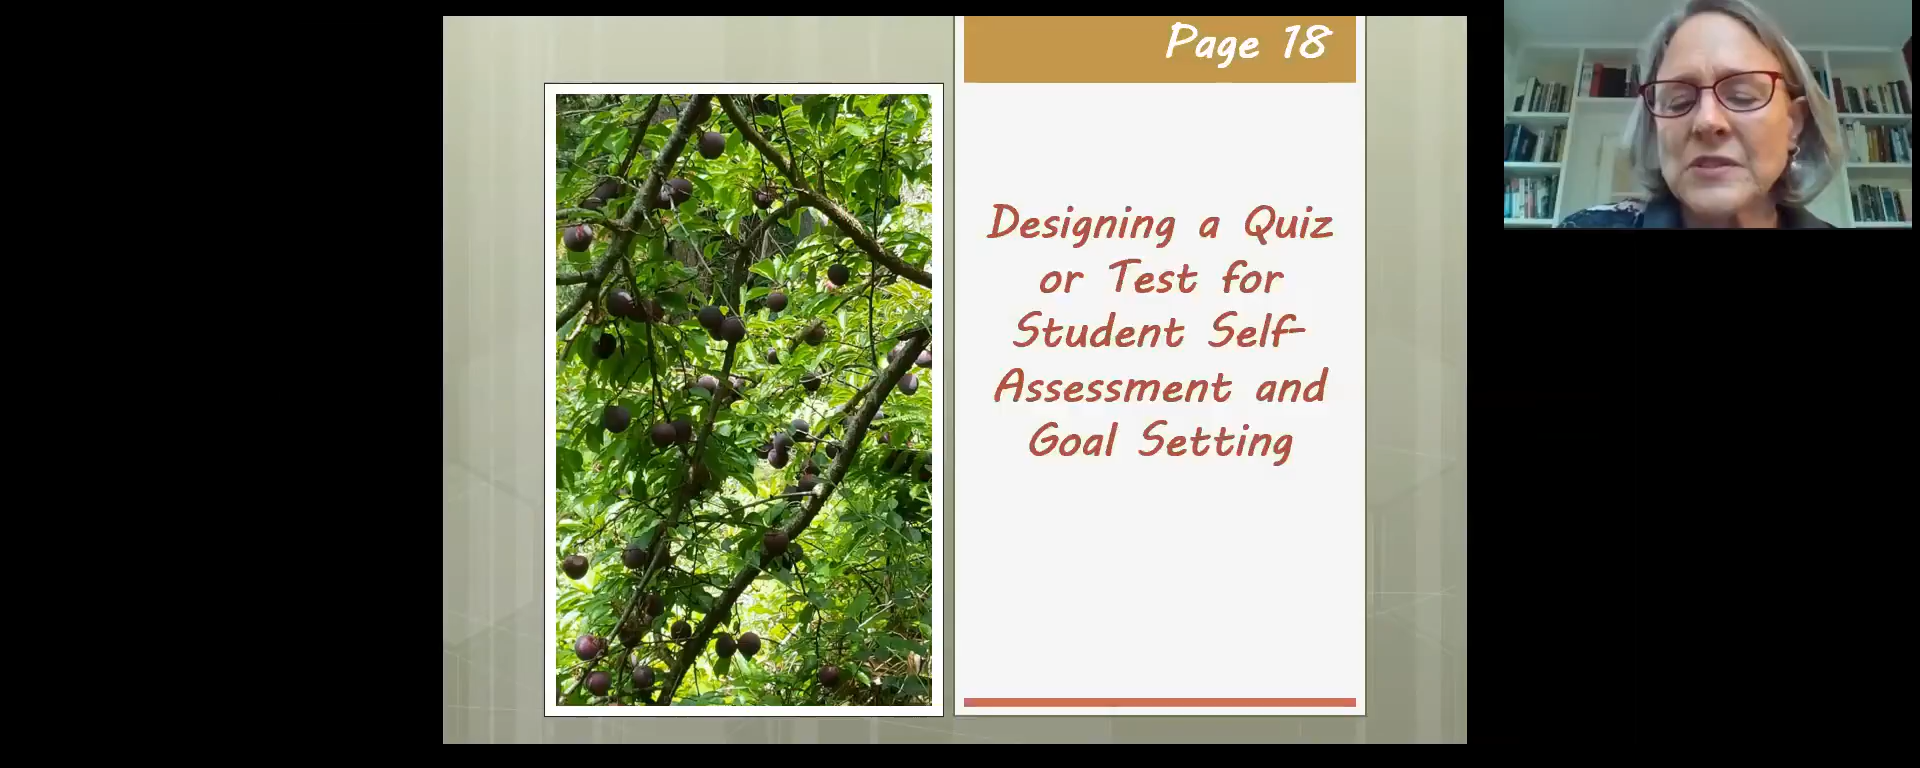 Page 18
Designing a Quiz
or Test for
Student Self-
Assessment and
Goal Setting